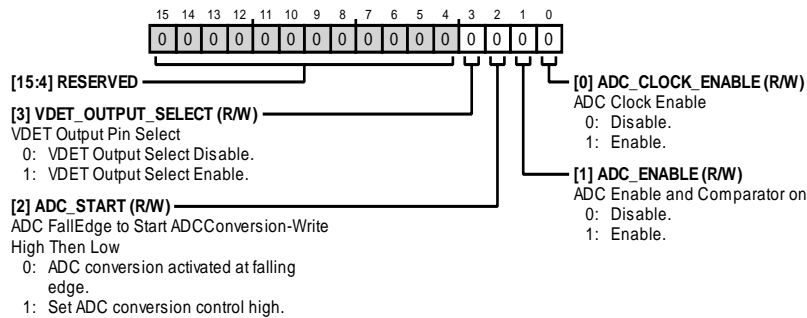 15 14 13 12 11 10 9 8 7 6 5 4 3 2 1 0
0 0 0 0 0 0 0 0 0 0 0 0 0 0 0 0
[15:4] RESERVED
[3] VDET_OUTPUT_SELECT (R/W)
VDET Output Pin Select
0: VDET Output Select Disable.
1: VDET Output Select Enable.
[2] ADC_START (R/W)
ADC FallEdge to Start ADCConversion-Write
High Then Low
0: ADC conversion activated at falling
edge.
1: Set ADC conversion control high.
[0] ADC_CLOCK_ENABLE (R/W)
ADC Clock Enable
0: Disable.
1: Enable.
[1] ADC_ENABLE (R/W)
ADC Enable and Comparator on
0: Disable.
1: Enable.